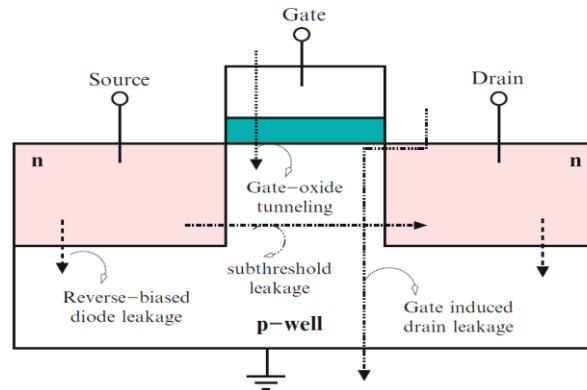 Gate
Source
Drain
n
n
Gate−oxide
tunneling
subthreshold
leakage
Reverse−biased
diode leakage
Gate induced
drain leakage
p−well